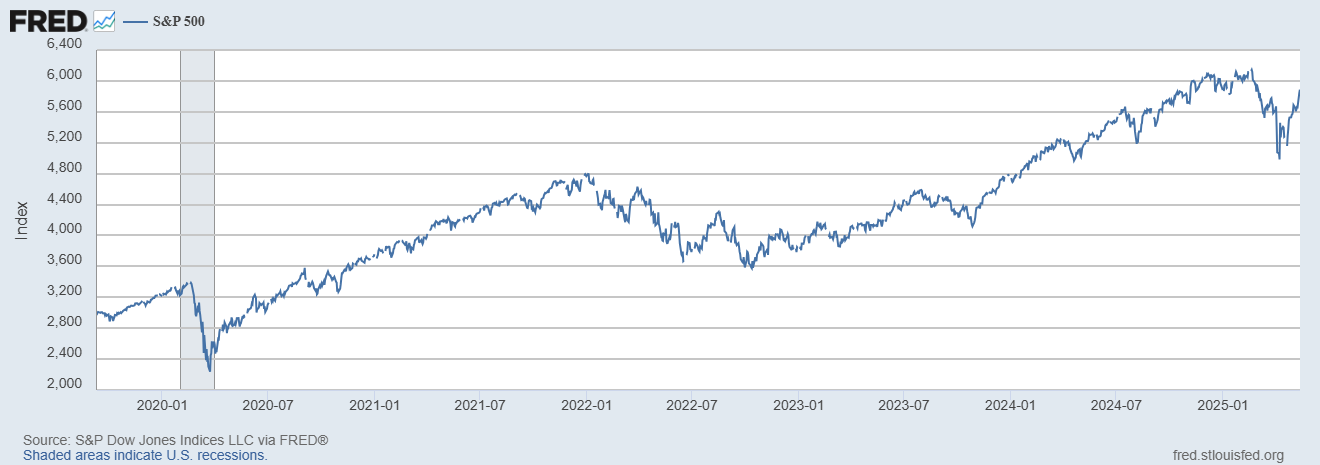 FRED S&P 500
6,400
6,000
5,600
5,200
4,800
4,400
4,000
3,600
3,200
2,800
2,400
2,000
Index
2020-01 2020-07 2021-01 2021-07 2022-01 2022-07 2023-01 2023-07 2024-01 2024-07 2025-01
Source: S&P Dow Jones Indices LLC via FRED®
Shaded areas indicate U.S. recessions. fred.stlouisfed.org